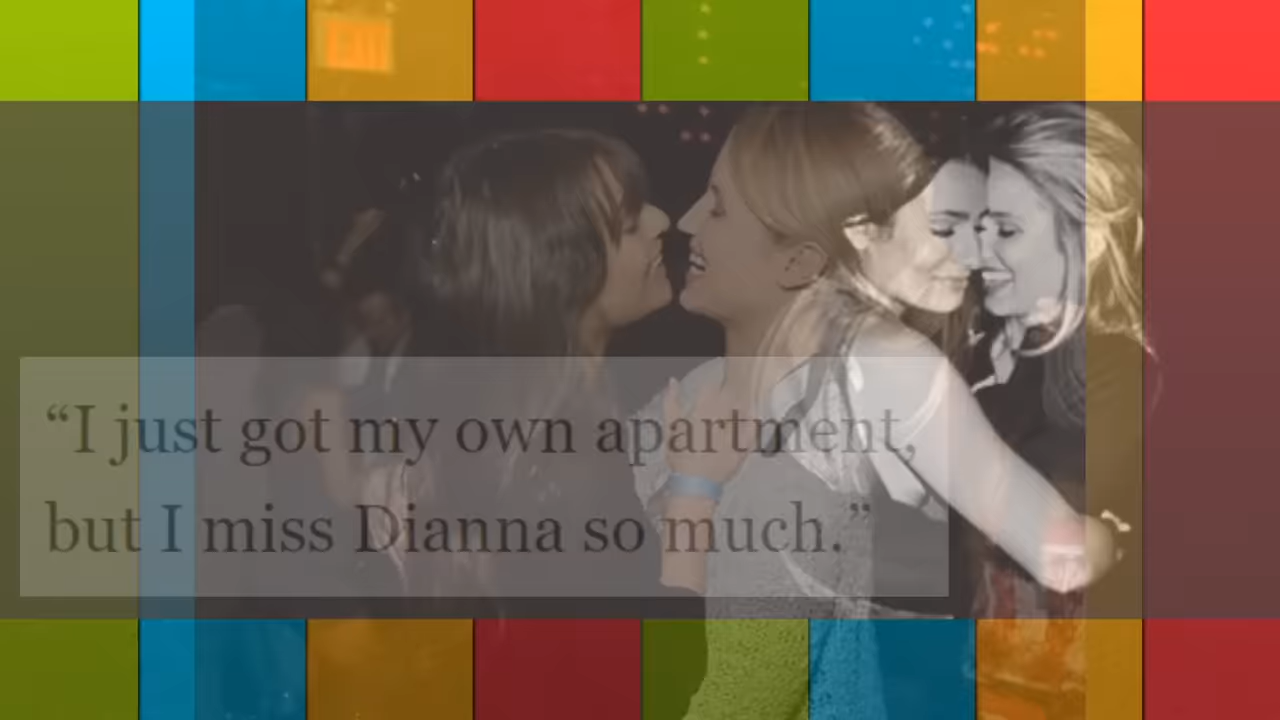 “I just got my own apartment,
but I miss Dianna so much.”